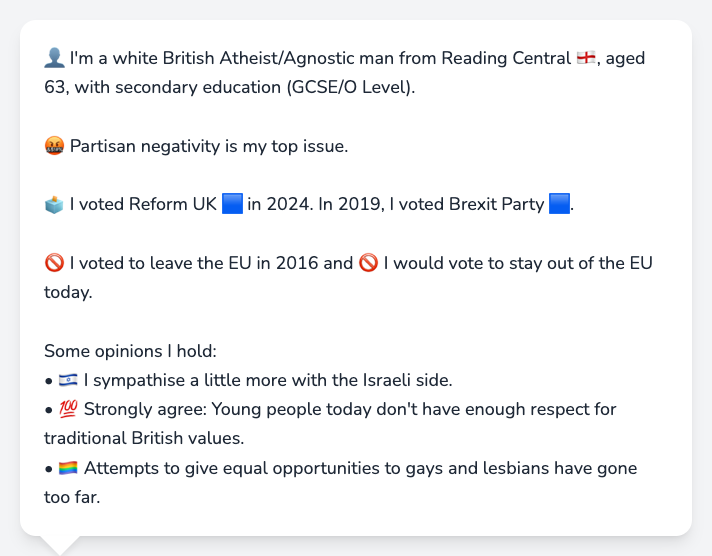 👤 I'm a white British Atheist/Agnostic man from Reading Central 🏴󠁧󠁢󠁥󠁮󠁧󠁿, aged
63, with secondary education (GCSE/O Level).
🤬 Partisan negativity is my top issue.
🗳️ I voted Reform UK 🟦 in 2024. In 2019, I voted Brexit Party 🟦.
🚫 I voted to leave the EU in 2016 and 🚫 I would vote to stay out of the EU
today.
Some opinions I hold:
• 🇮🇱 I sympathise a little more with the Israeli side.
• 💯 Strongly agree: Young people today don't have enough respect for
traditional British values.
• 🏳️‍🌈 Attempts to give equal opportunities to gays and lesbians have gone
too far.